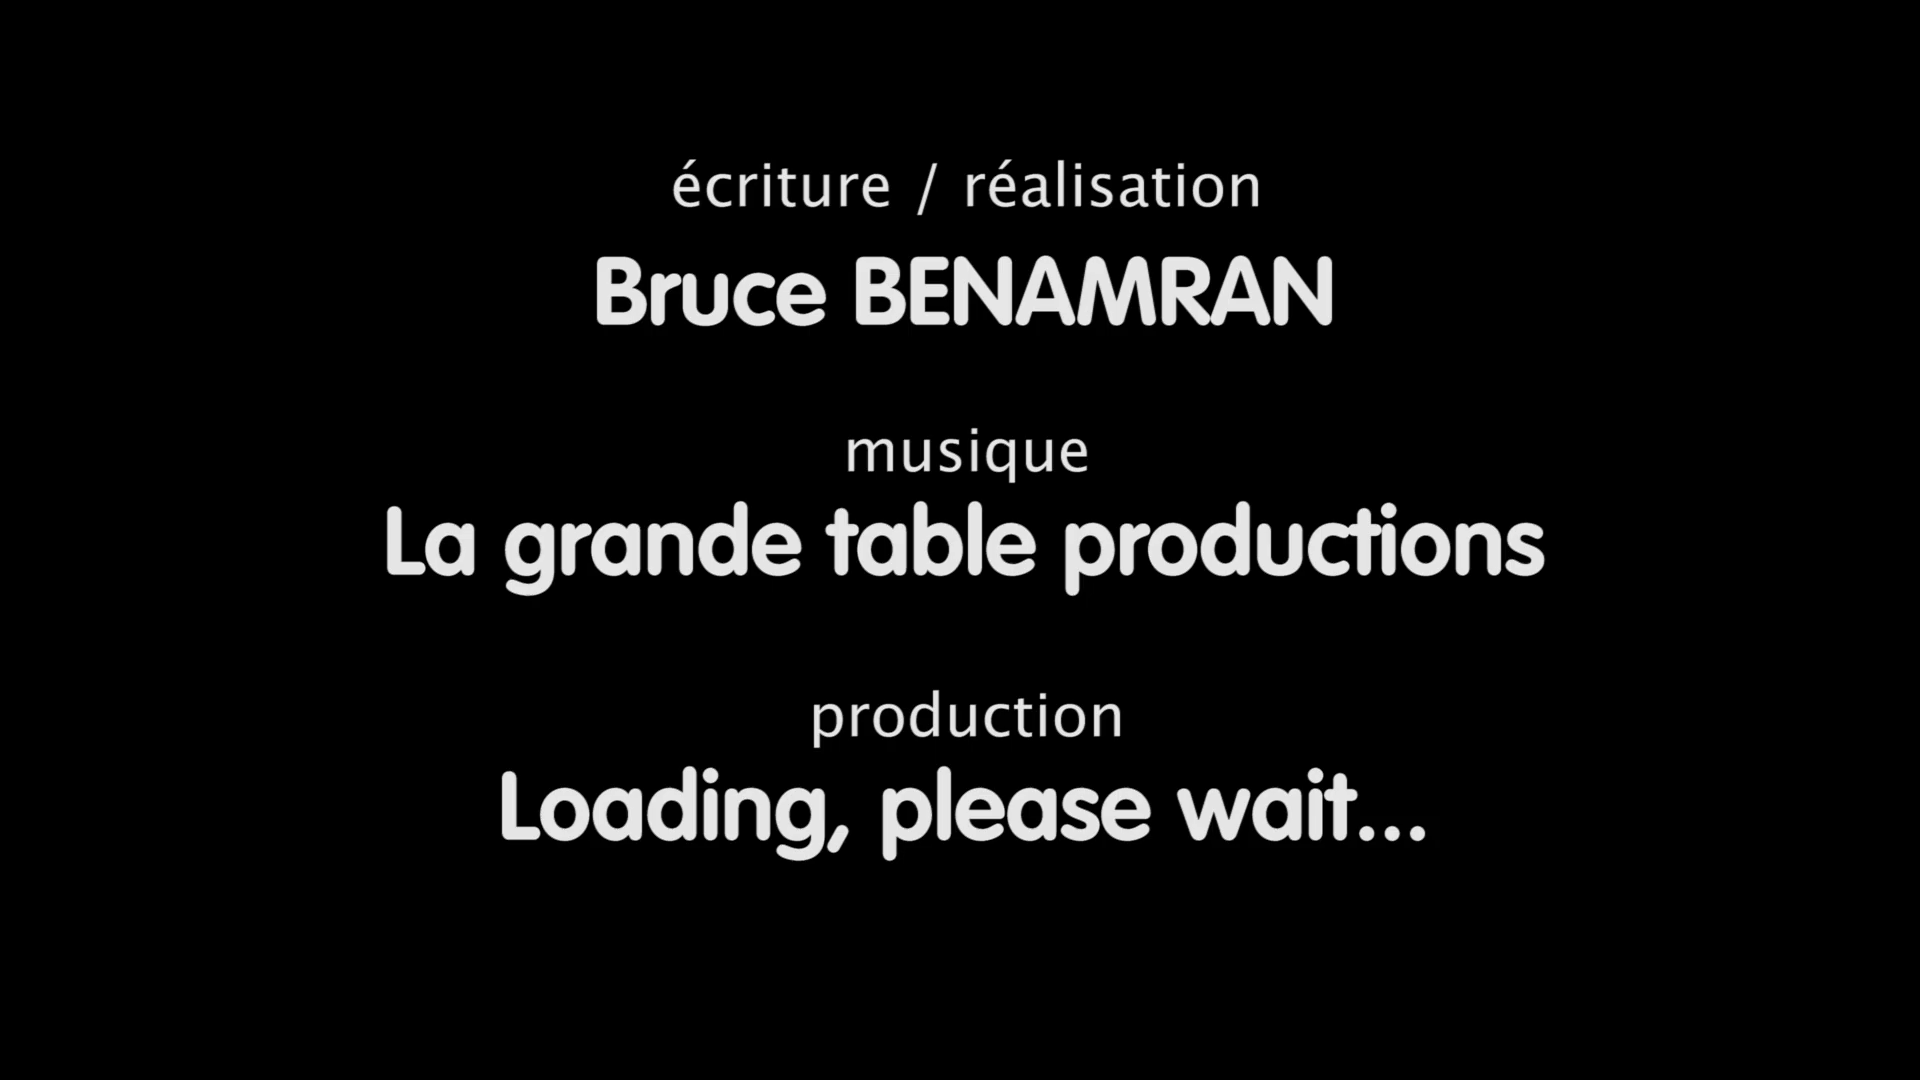 écriture / réalisation
Bruce BENAMRAN
musique
La grande table productions
production
Loading, please wait...